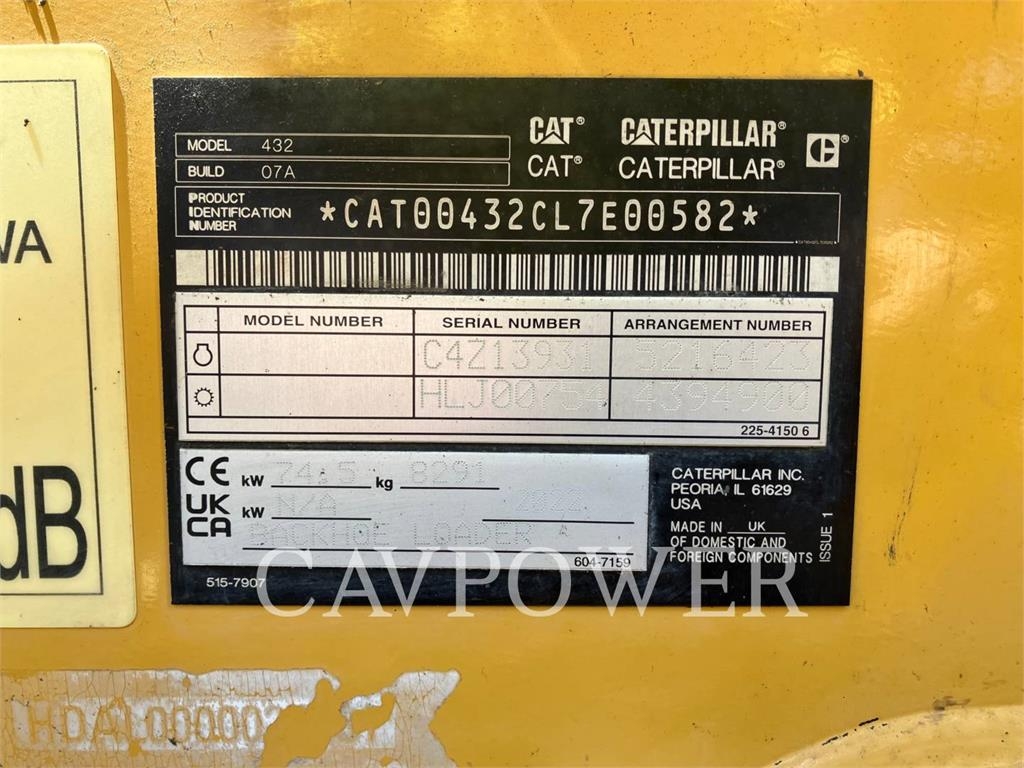 WA
dB
CAT® CATERPILLAR®
CAT® CATERPILLAR®
MODEL 432
BUILD 07A
PRODUCT
IDENTIFICATION
NUMBER
*CAT00432CL7E00582*
MODEL NUMBER SERIAL NUMBER ARRANGEMENT NUMBER
C4Z13931 5216423
HLJ00754 4394900
225-4150 6
CE kW 74.5 kg 8291
UK
CA
kW N/A
BACKHOE LOADER
604-7159
515-7907
CATERPILLAR INC.
PEORIA, IL 61629
USA
MADE IN UK
OF DOMESTIC AND
FOREIGN COMPONENTS
ISSUE 1
CAVPOWER